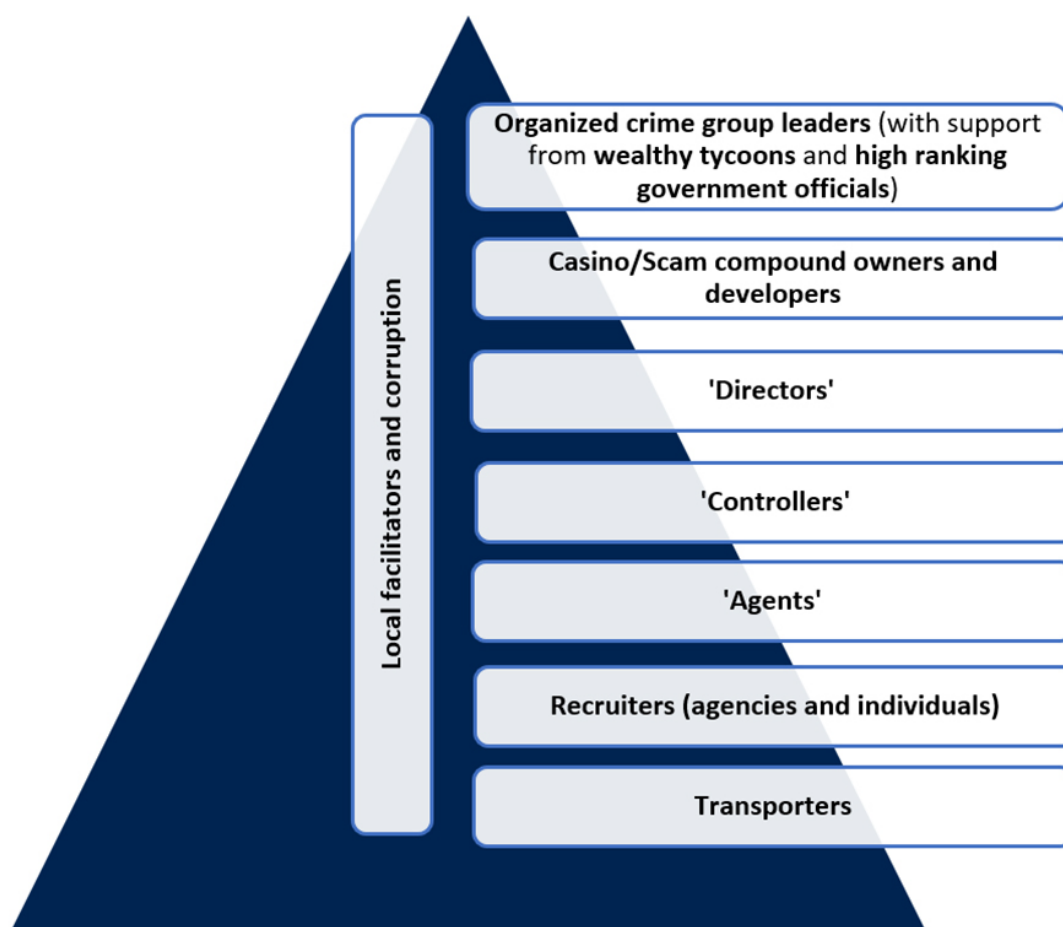 Local facilitators and corruption
Organized crime group leaders (with support
from wealthy tycoons and high ranking
government officials)
Casino/Scam compound owners and
developers
'Directors'
'Controllers'
'Agents'
Recruiters (agencies and individuals)
Transporters